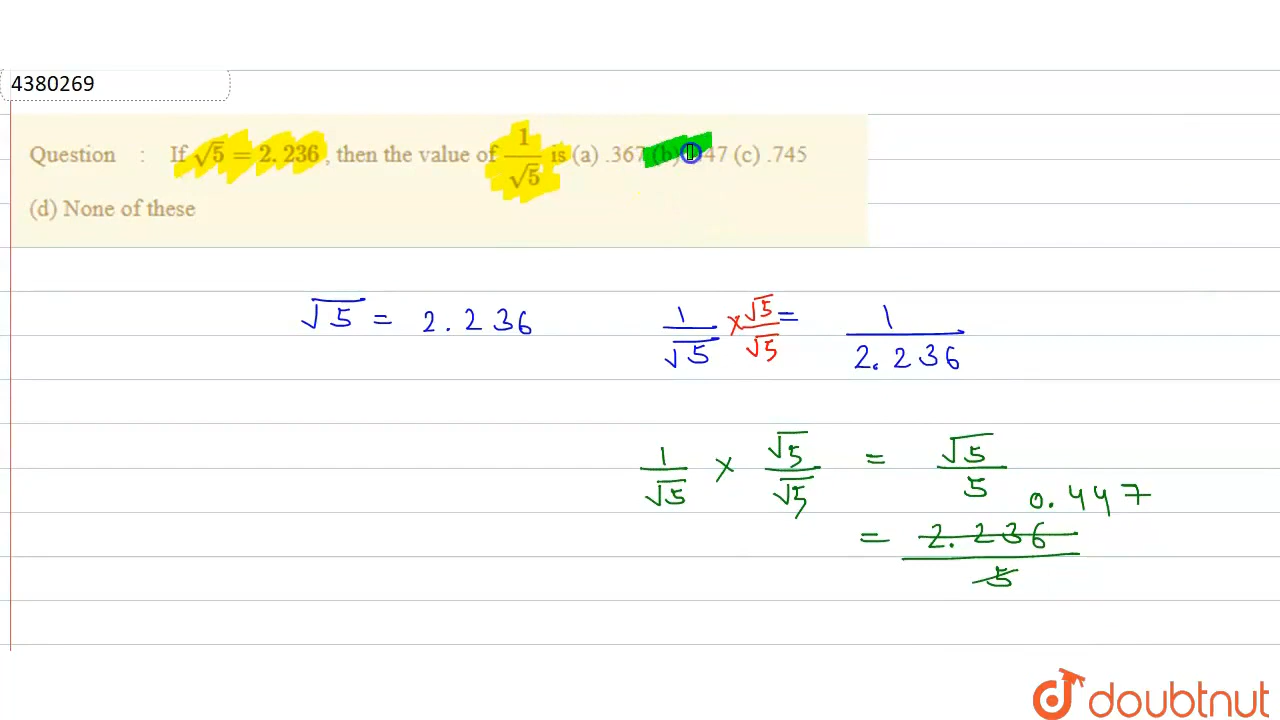 4380269
Question : If √5 = 2.236, then the value of 1/√5 is (a) .367 (b) 47 (c) .745
(d) None of these
√5 = 2.236
1/√5 × √5/√5 = 1/2.236
1/√5 × √5/√5 = √5/5
0.447
= 2.236/5
doubtnut